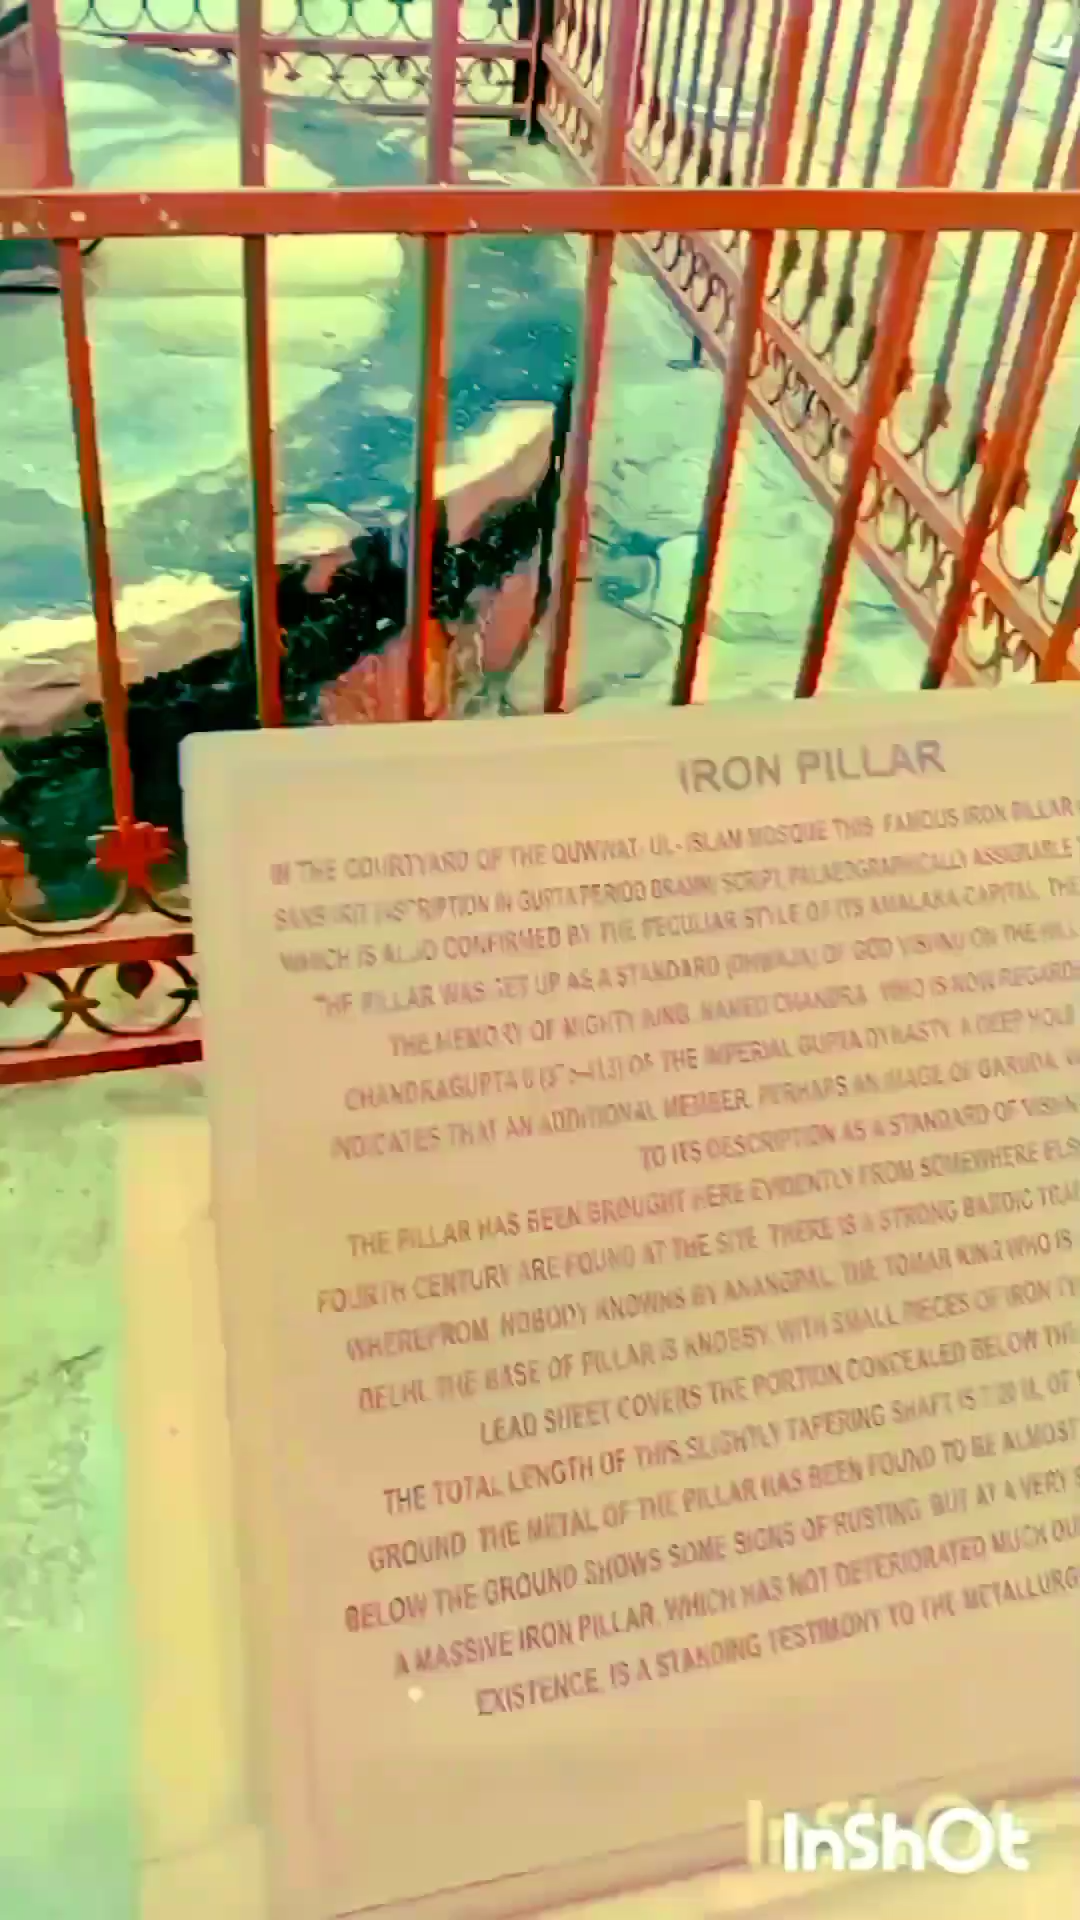 IRON PILLAR
IN THE COURTYARD OF THE QUWWAT-UL-ISLAM MOSQUE THIS FAMOUS IRON PILLAR
SANSKRIT INSCRIPTION IN GUPTA PERIOD BRAHMI SCRIPT, PALAEOGRAPHICALLY ASSIGNABLE
WHICH IS ALSO CONFIRMED BY THE PECULIAR STYLE OF ITS AMALAKA CAPITAL. THE
THE PILLAR WAS SET UP AS A STANDARD (DHWAJA) OF GOD VISHNU ON THE HILL
THE MEMORY OF MIGHTY KING NAMED CHANDRA WHO IS NOW
CHANDRAGUPTA OF THE IMPERIAL GUPTA DYNASTY. A DEEP HOLE
INDICATES THAT AN ADDITIONAL MEMBER, PERHAPS AN IMAGE OF GARUDA,
TO ITS DESCRIPTION AS A STANDARD OF
THE PILLAR HAS BEEN BROUGHT HERE EVIDENTLY FROM SOMEWHERE
FOURTH CENTURY ARE FOUND AT THE SITE. THERE IS A STRONG BARDIC
WHEREFROM NOBODY KNOWNS BY ANANGPAL, THE TOMAR KING WHO IS
DELHI. THE BASE OF PILLAR IS KNOBBY, WITH SMALL PIECES OF IRON
LEAD SHEET COVERS THE PORTION CONCEALED BELOW THE
THE TOTAL LENGTH OF THIS SLIGHTLY TAPERING SHAFT IS 7.20 M, OF
GROUND THE METAL OF THE PILLAR HAS BEEN FOUND TO BE ALMOST
BELOW THE GROUND SHOWS SOME SIGNS OF RUSTING BUT AT A VERY
A MASSIVE IRON PILLAR, WHICH HAS NOT DETERIORATED MUCH
EXISTENCE, IS A STANDING TESTIMONY TO THE
InShOt